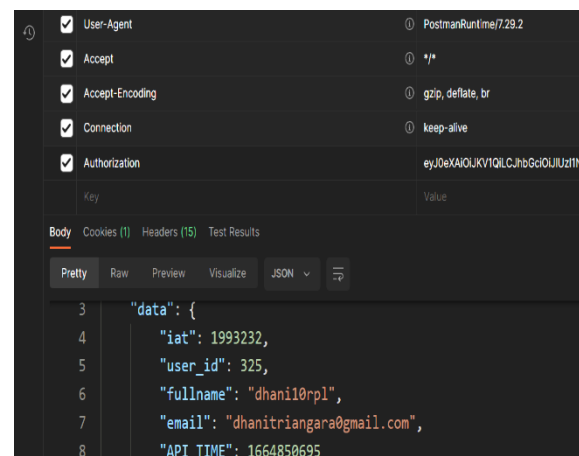 User-Agent PostmanRuntime/7.29.2
Accept */*
Accept-Encoding gzip, deflate, br
Connection keep-alive
Authorization
Key Value
Body Cookies (1) Headers (15) Test Results
Pretty Raw Preview Visualize JSON
3 "data": {
4 "iat": 1993232,
5 "user_id": 325,
6 "fullname": "dhani10rpl",
7 "email": "dhanitriangara@gmail.com",
8 "API_TIME": 1664850695